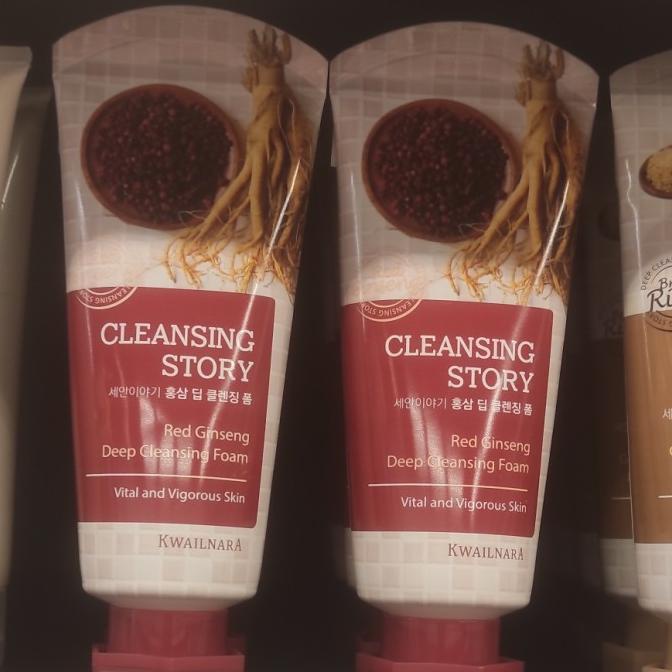 CLEANSING
STORY
세안이야기 홍삼 딥 클렌징 폼
Red Ginseng
Deep Cleansing Foam
Vital and Vigorous Skin
KWAILNARA
CLEANSING
STORY
세안이야기 홍삼 딥 클렌징 폼
Red Ginseng
Deep Cleansing Foam
Vital and Vigorous Skin
KWAILNARA